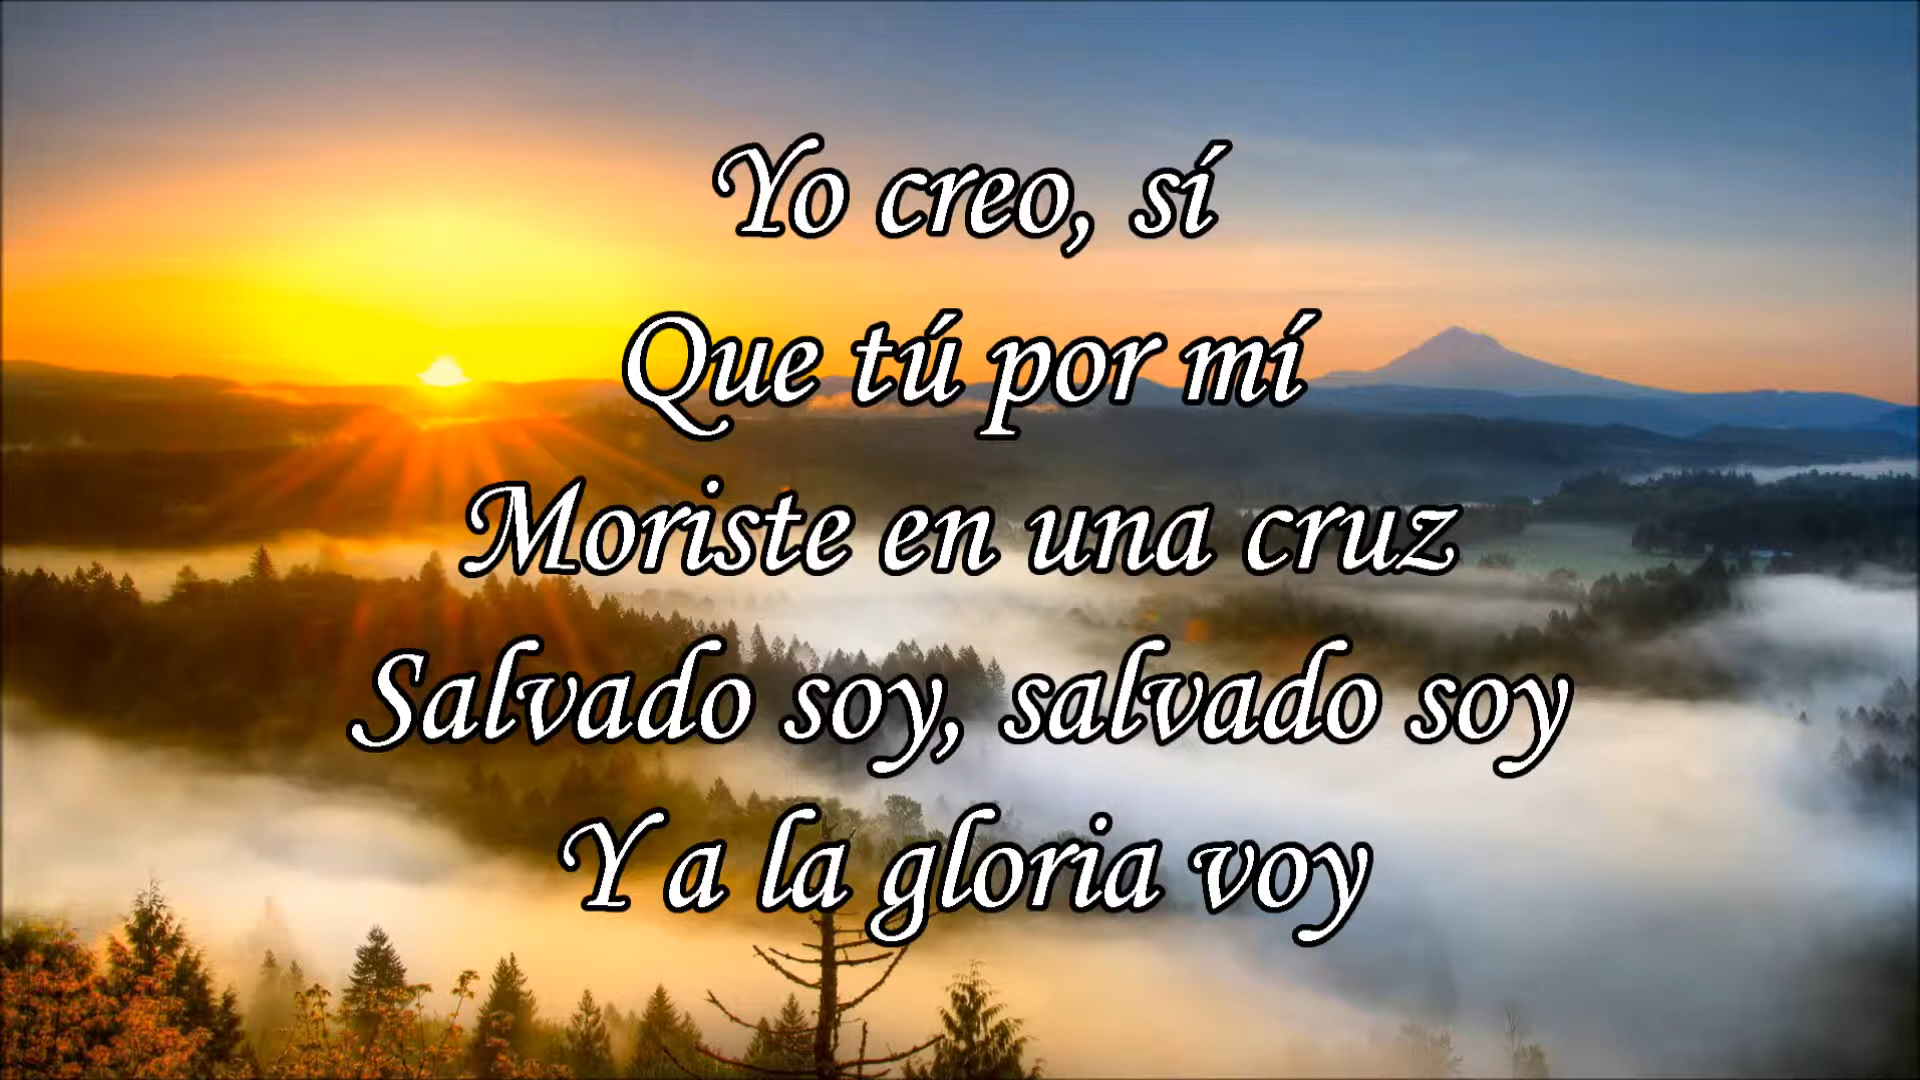 Yo creo, sí
Que tú por mí
Moriste en una cruz
Salvado soy, salvado soy
Y a la gloria voy